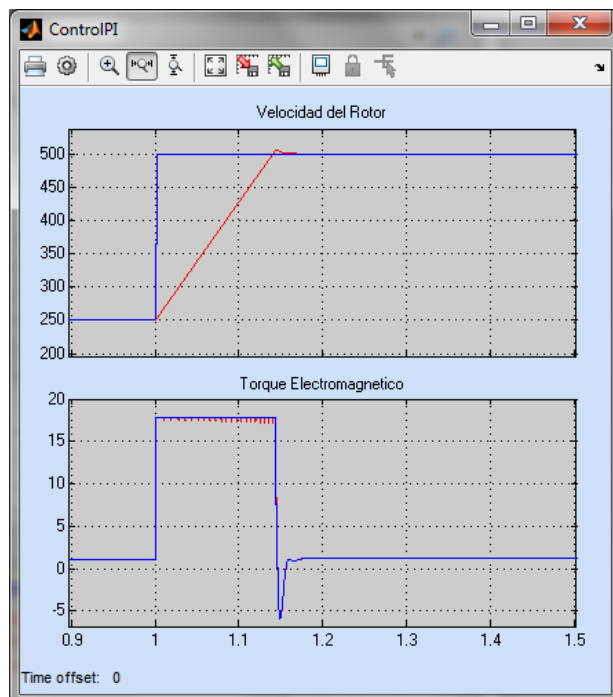 ControlPI
Velocidad del Rotor
500
450
400
350
300
250
200
Torque Electromagnetico
20
15
10
5
0
-5
0.9 1 1.1 1.2 1.3 1.4 1.5
Time offset: 0